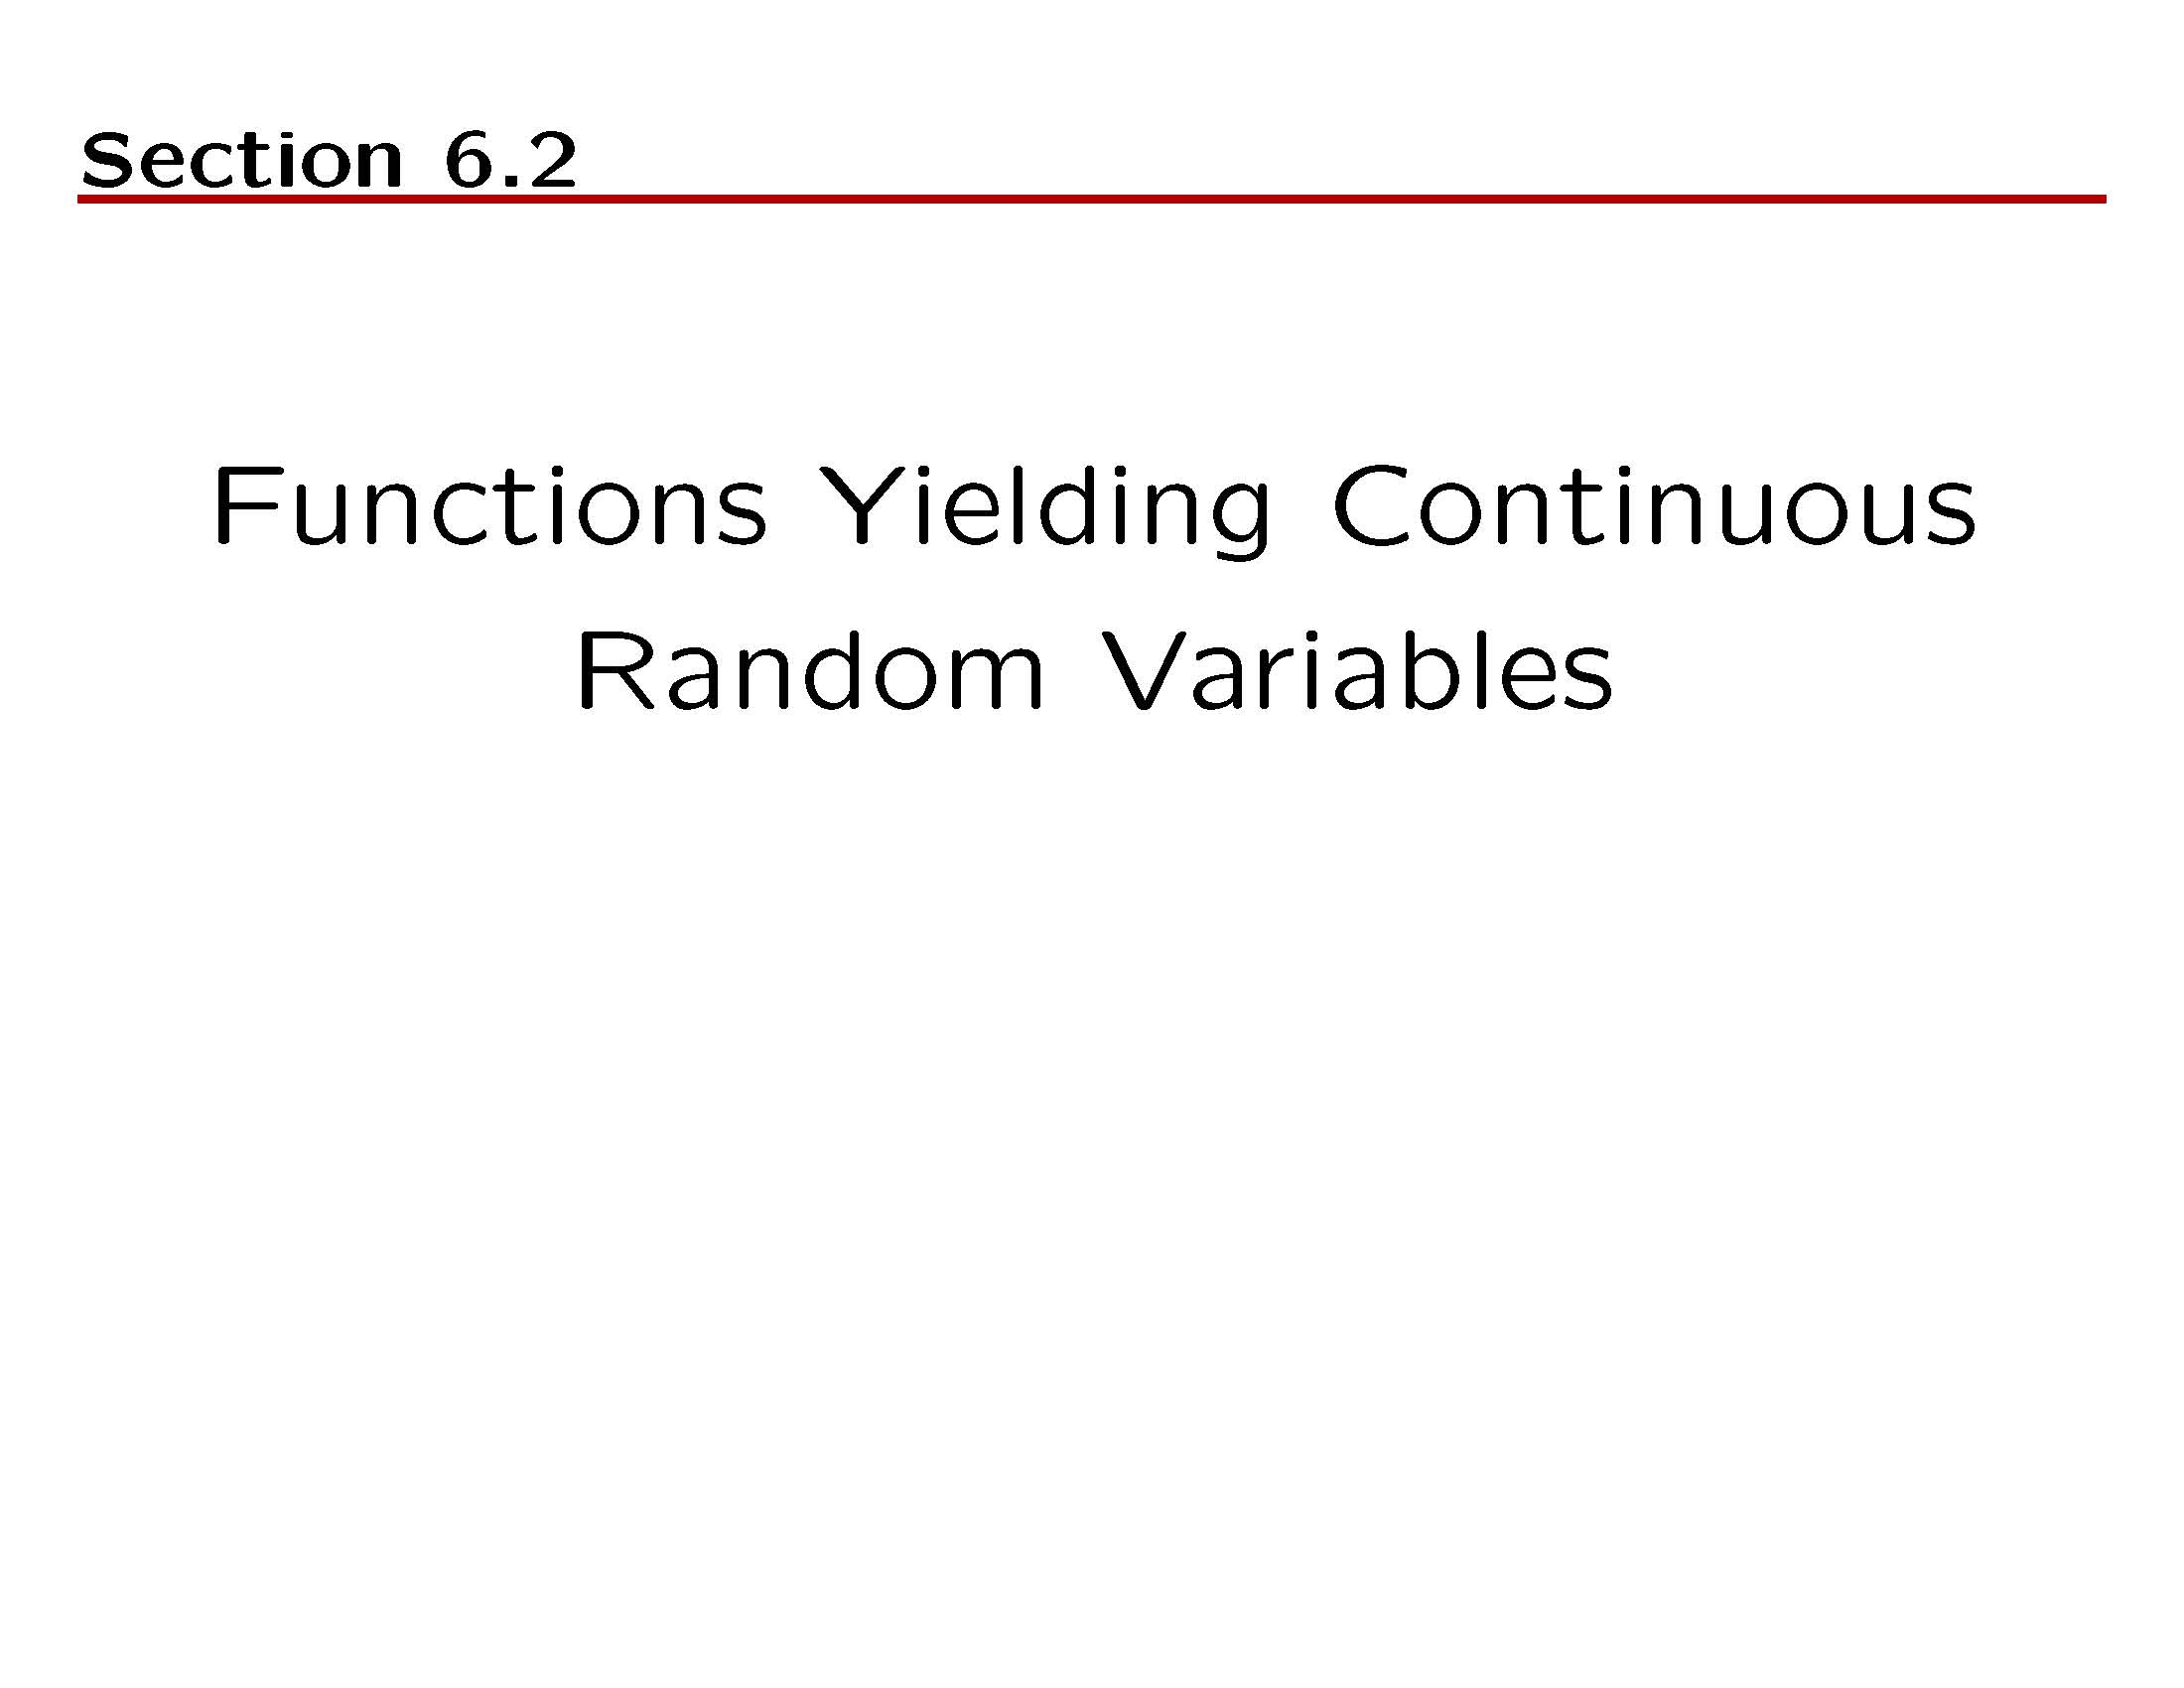 Section 6.2
Functions Yielding Continuous
Random Variables